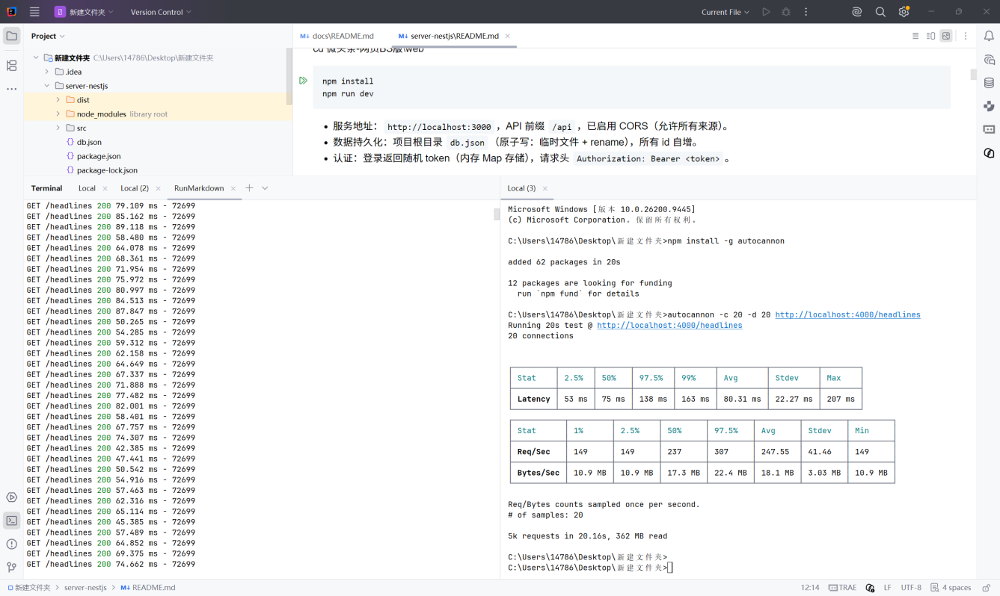 新建文件夹 Version Control Current File
Project
docs\README.md server-nestjs\README.md
新建文件夹 C:\Users\14786\Desktop\新建文件夹
.idea
server-nestjs
dist
node_modules library root
src
db.json
package.json
package-lock.json
cd 微头条-网页BS版\web
npm install
npm run dev
• 服务地址： http://localhost:3000 ，API 前缀 /api ，已启用 CORS（允许所有来源）。
• 数据持久化：项目根目录 db.json （原子写：临时文件 + rename），所有 id 自增。
• 认证：登录返回随机 token（内存 Map 存储），请求头 Authorization: Bearer <token> 。
Terminal Local Local (2) RunMarkdown
GET /headlines 200 79.109 ms - 72699
GET /headlines 200 85.162 ms - 72699
GET /headlines 200 89.118 ms - 72699
GET /headlines 200 58.480 ms - 72699
GET /headlines 200 64.078 ms - 72699
GET /headlines 200 68.361 ms - 72699
GET /headlines 200 71.954 ms - 72699
GET /headlines 200 75.972 ms - 72699
GET /headlines 200 80.997 ms - 72699
GET /headlines 200 84.513 ms - 72699
GET /headlines 200 87.847 ms - 72699
GET /headlines 200 50.265 ms - 72699
GET /headlines 200 54.285 ms - 72699
GET /headlines 200 59.312 ms - 72699
GET /headlines 200 62.158 ms - 72699
GET /headlines 200 64.649 ms - 72699
GET /headlines 200 67.337 ms - 72699
GET /headlines 200 71.888 ms - 72699
GET /headlines 200 77.482 ms - 72699
GET /headlines 200 82.001 ms - 72699
GET /headlines 200 58.401 ms - 72699
GET /headlines 200 67.757 ms - 72699
GET /headlines 200 74.307 ms - 72699
GET /headlines 200 42.385 ms - 72699
GET /headlines 200 47.441 ms - 72699
GET /headlines 200 50.542 ms - 72699
GET /headlines 200 54.916 ms - 72699
GET /headlines 200 57.463 ms - 72699
GET /headlines 200 62.316 ms - 72699
GET /headlines 200 65.114 ms - 72699
GET /headlines 200 45.385 ms - 72699
GET /headlines 200 57.489 ms - 72699
GET /headlines 200 64.852 ms - 72699
GET /headlines 200 69.375 ms - 72699
GET /headlines 200 74.662 ms - 72699
Local (3)
Microsoft Windows [版本 10.0.26200.9445]
(c) Microsoft Corporation。保留所有权利。
C:\Users\14786\Desktop\新建文件夹>npm install -g autocannon
added 62 packages in 20s
12 packages are looking for funding
run `npm fund` for details
C:\Users\14786\Desktop\新建文件夹>autocannon -c 20 -d 20 http://localhost:4000/headlines
Running 20s test @ http://localhost:4000/headlines
20 connections
Stat 2.5% 50% 97.5% 99% Avg Stdev Max
Latency 53 ms 75 ms 138 ms 163 ms 80.31 ms 22.27 ms 207 ms
Stat 1% 2.5% 50% 97.5% Avg Stdev Min
Req/Sec 149 149 237 307 247.55 41.46 149
Bytes/Sec 10.9 MB 10.9 MB 17.3 MB 22.4 MB 18.1 MB 3.03 MB 10.9 MB
Req/Bytes counts sampled once per second.
# of samples: 20
5k requests in 20.16s, 362 MB read
C:\Users\14786\Desktop\新建文件夹>
C:\Users\14786\Desktop\新建文件夹>
新建文件夹 > server-nestjs > README.md 12:14 TRAE LF UTF-8 4 spaces